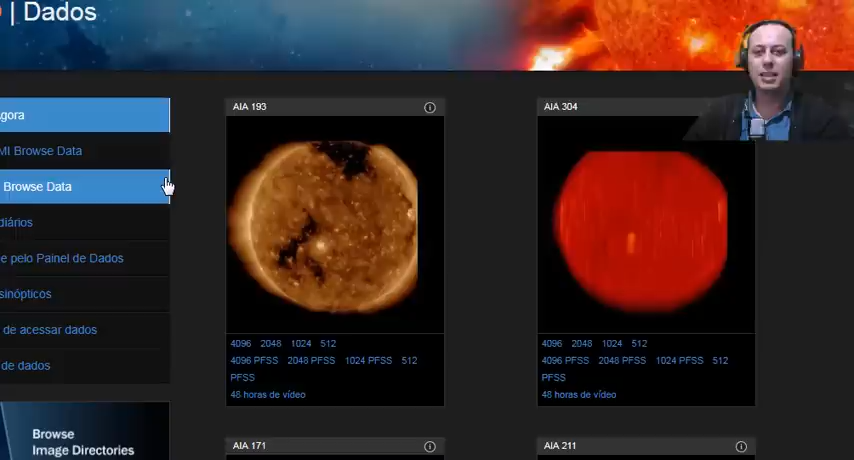 | Dados
Agora
MI Browse Data
Browse Data
diários
e pelo Painel de Dados
sinópticos
de acessar dados
de dados
Browse
Image Directories
AIA 193
4096 2048 1024 512
4096 PFSS 2048 PFSS 1024 PFSS 512
PFSS
48 horas de vídeo
AIA 304
4096 2048 1024 512
4096 PFSS 2048 PFSS 1024 PFSS 512
PFSS
48 horas de vídeo
AIA 171
AIA 211